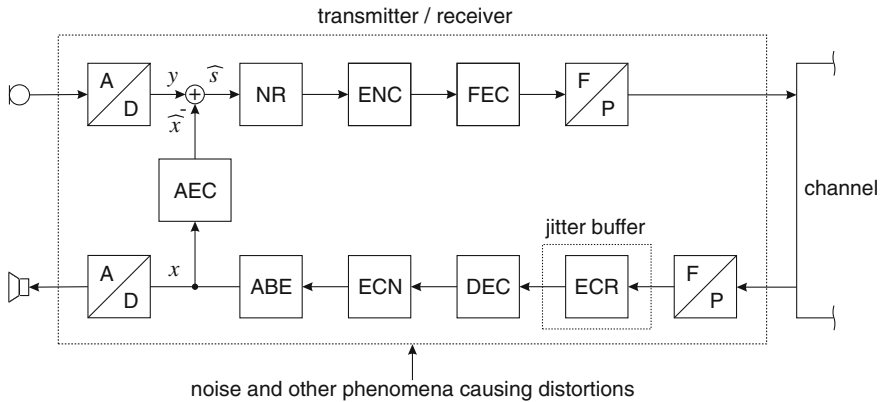 transmitter / receiver
A
D
y
ŝ
+
-
x̂
NR
ENC
FEC
F
P
AEC
channel
jitter buffer
A
D
x
ABE
ECN
DEC
ECR
F
P
noise and other phenomena causing distortions